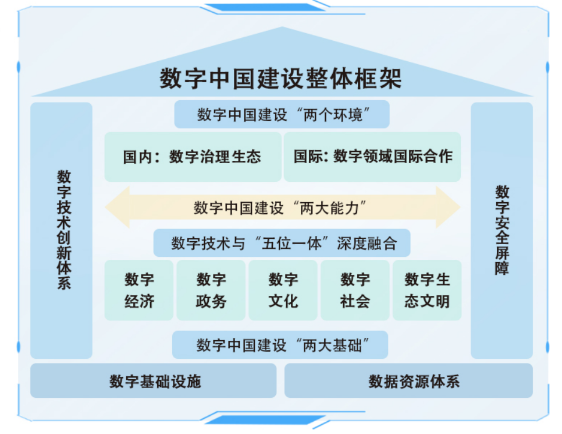 数字中国建设整体框架
数字中国建设“两个环境”
国内：数字治理生态
国际：数字领域国际合作
数字技术创新体系
数字安全屏障
数字中国建设“两大能力”
数字技术与“五位一体”深度融合
数字
经济
数字
政务
数字
文化
数字
社会
数字生
态文明
数字中国建设“两大基础”
数字基础设施
数据资源体系